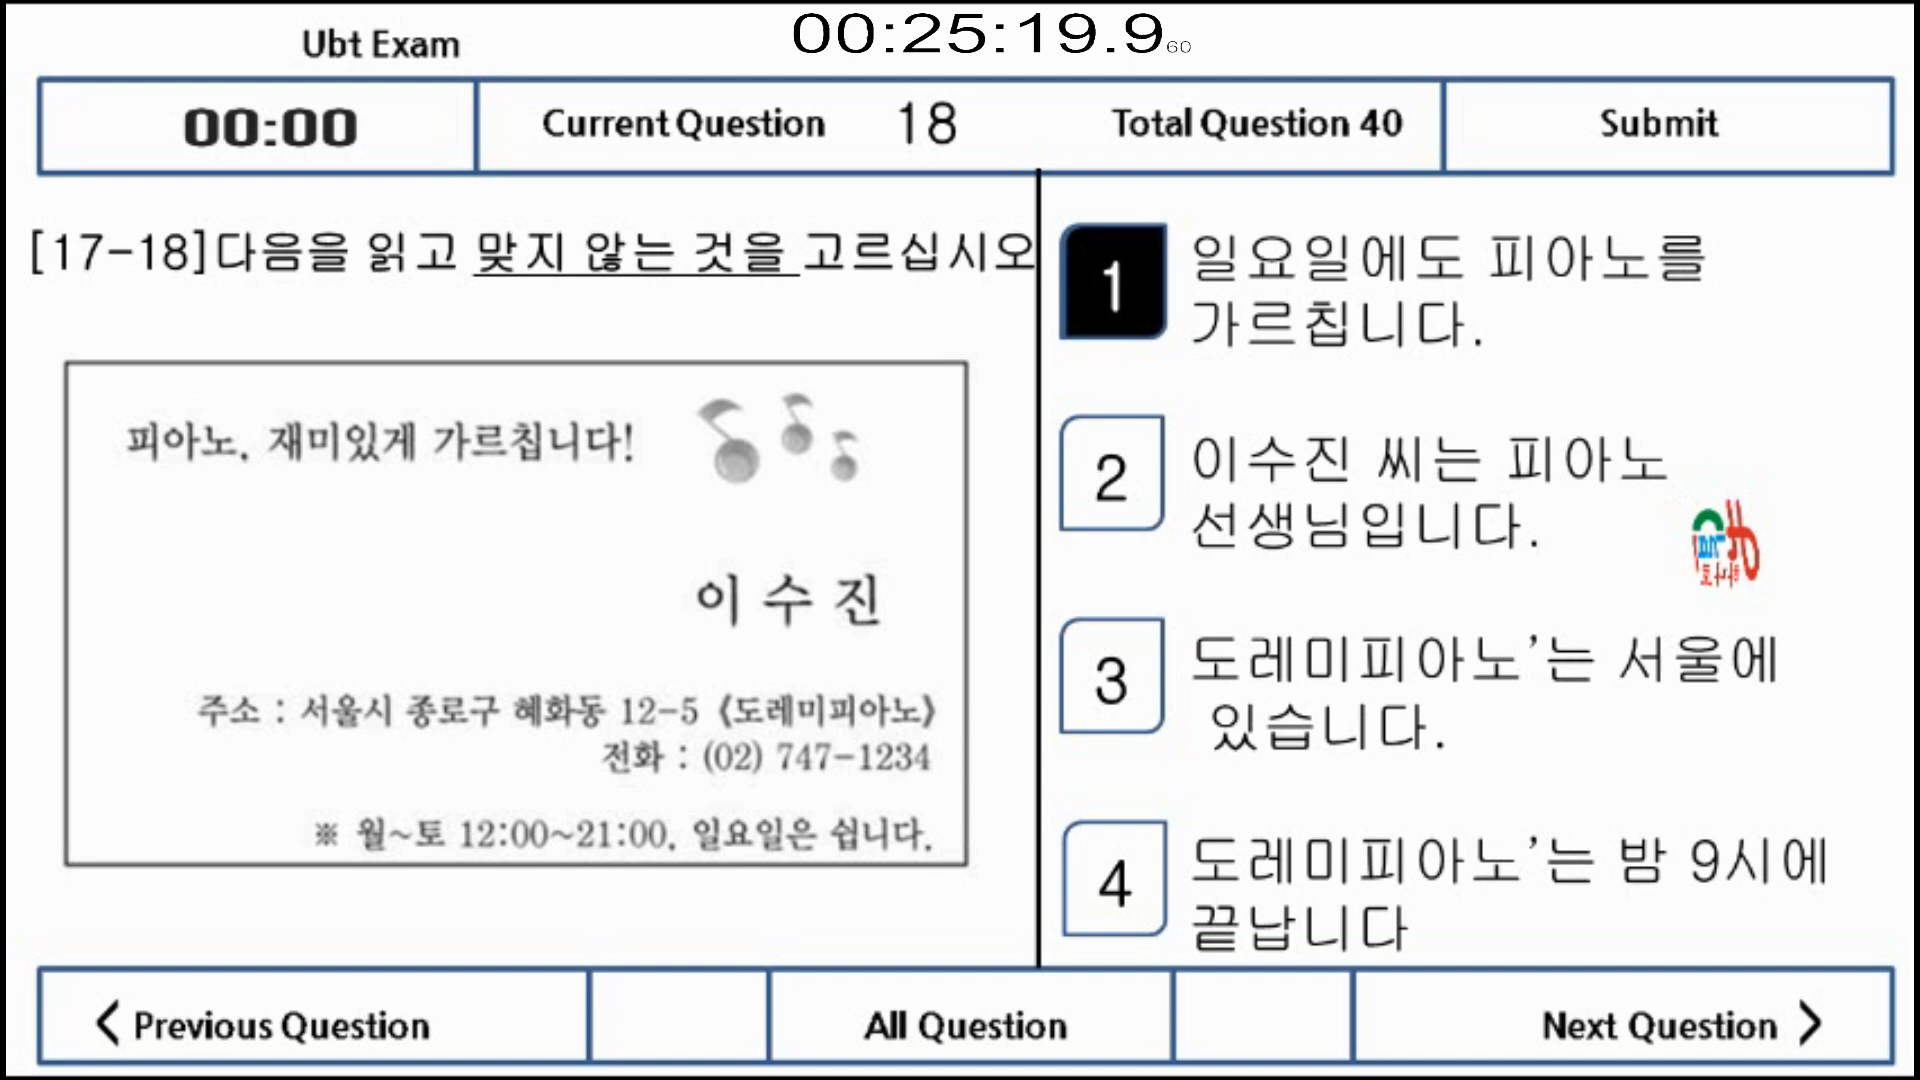 00:25:19.9 60
Ubt Exam
00:00
Current Question 18 Total Question 40
Submit
[17-18]다음을 읽고 맞지 않는 것을 고르십시오
피아노, 재미있게 가르칩니다!
이수진
주소 : 서울시 종로구 혜화동 12-5 《도레미피아노》
전화 : (02) 747-1234
※ 월~토 12:00~21:00, 일요일은 쉽니다.
1 일요일에도 피아노를
가르칩니다.
2 이수진 씨는 피아노
선생님입니다.
3 도레미피아노’는 서울에
있습니다.
4 도레미피아노’는 밤 9시에
끝납니다
< Previous Question
All Question
Next Question >